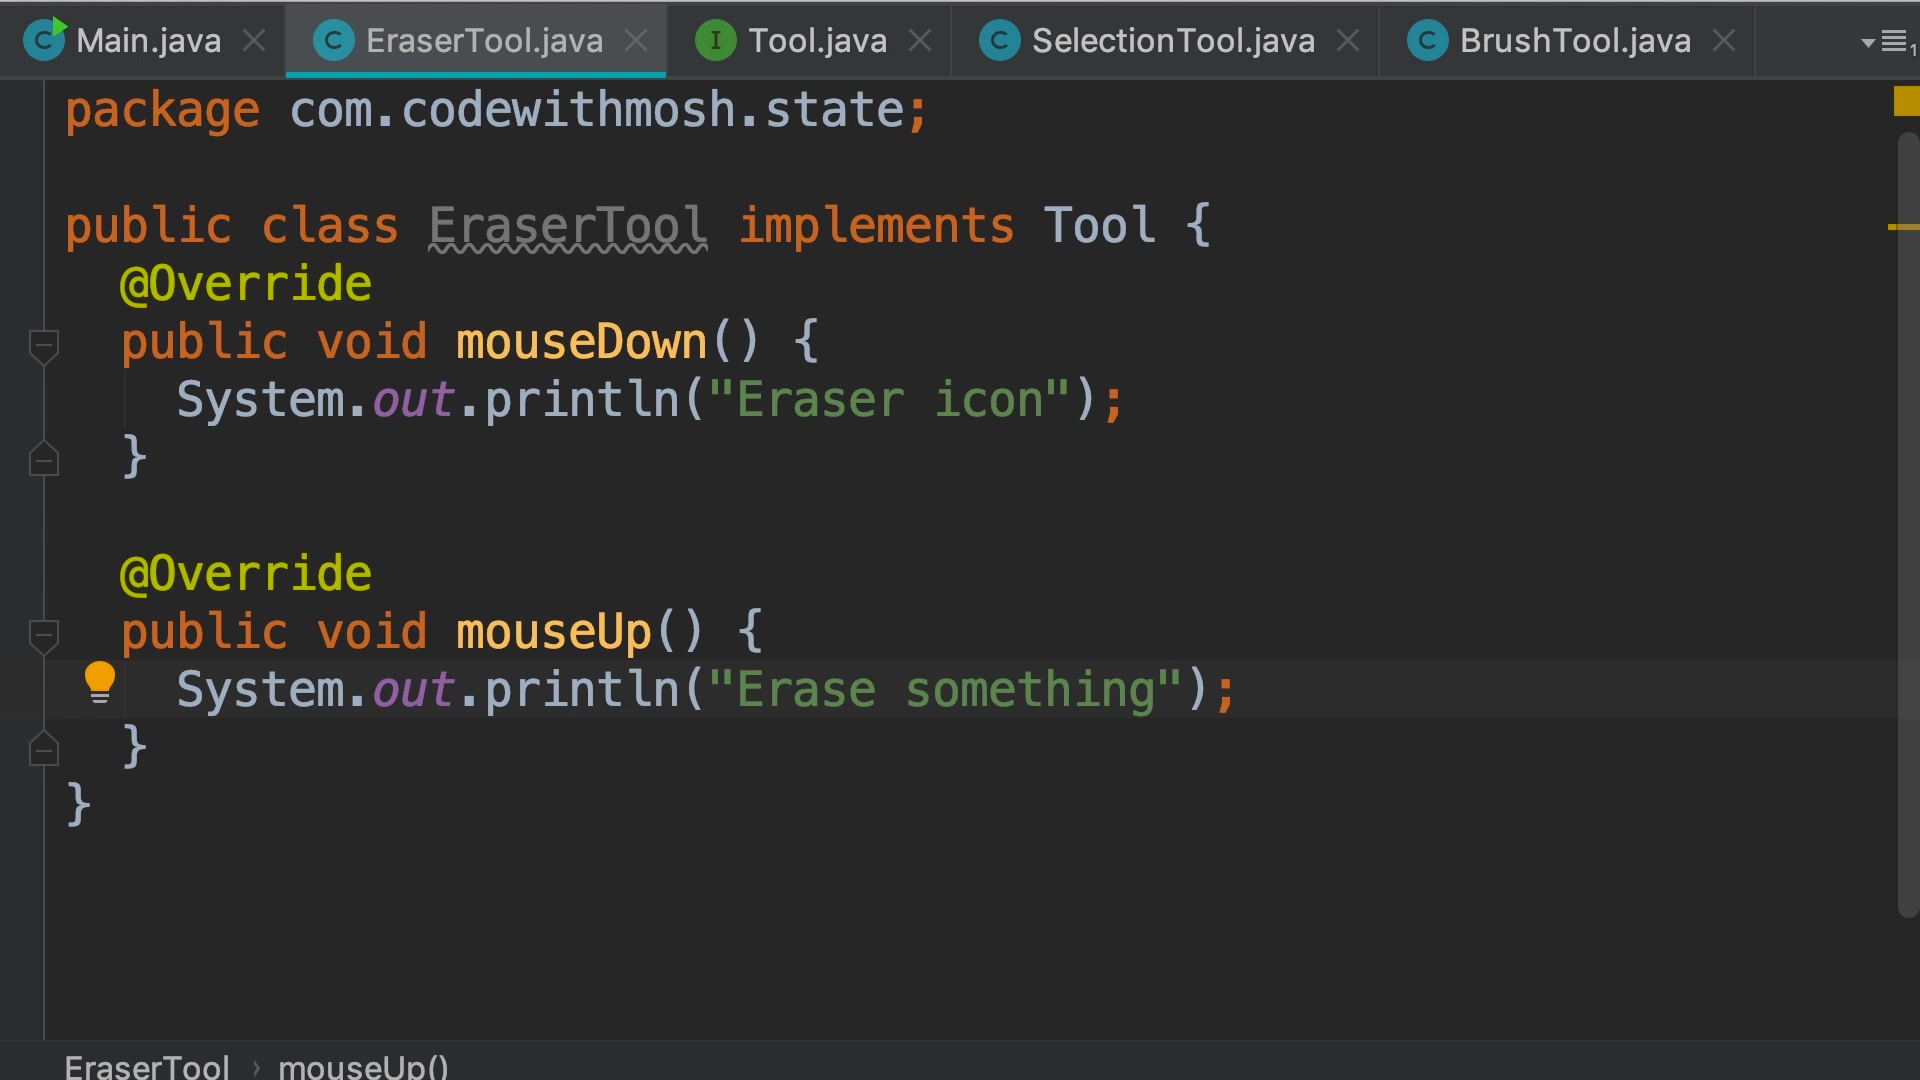 Main.java EraserTool.java Tool.java SelectionTool.java BrushTool.java
package com.codewithmosh.state;
public class EraserTool implements Tool {
@Override
public void mouseDown() {
System.out.println("Eraser icon");
}
@Override
public void mouseUp() {
System.out.println("Erase something");
}
}
EraserTool › mouseUp()